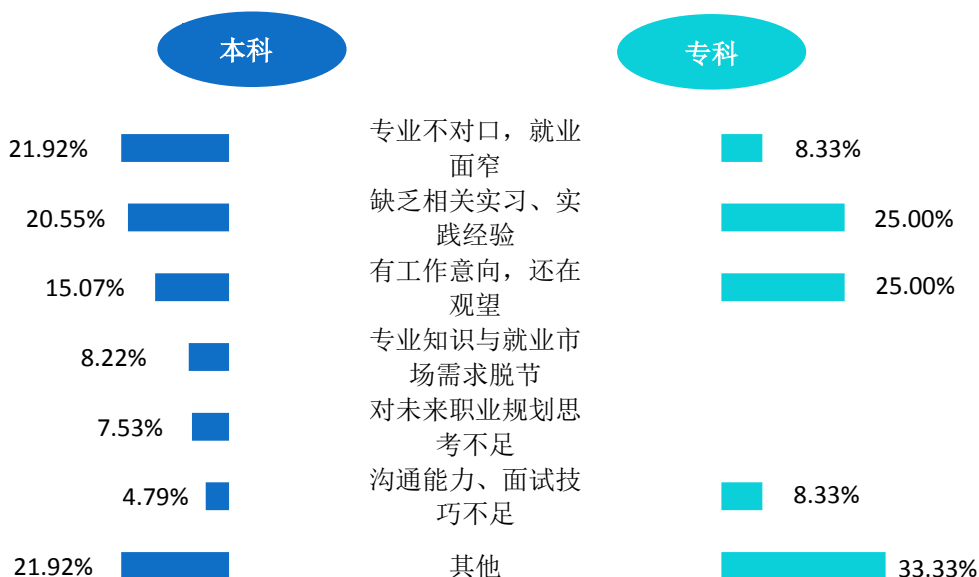 本科
专科
专业不对口，就业
面窄
21.92%
8.33%
缺乏相关实习、实
践经验
20.55%
25.00%
有工作意向，还在
观望
15.07%
25.00%
专业知识与就业市
场需求脱节
8.22%
对未来职业规划思
考不足
7.53%
沟通能力、面试技
巧不足
4.79%
8.33%
21.92%
其他
33.33%